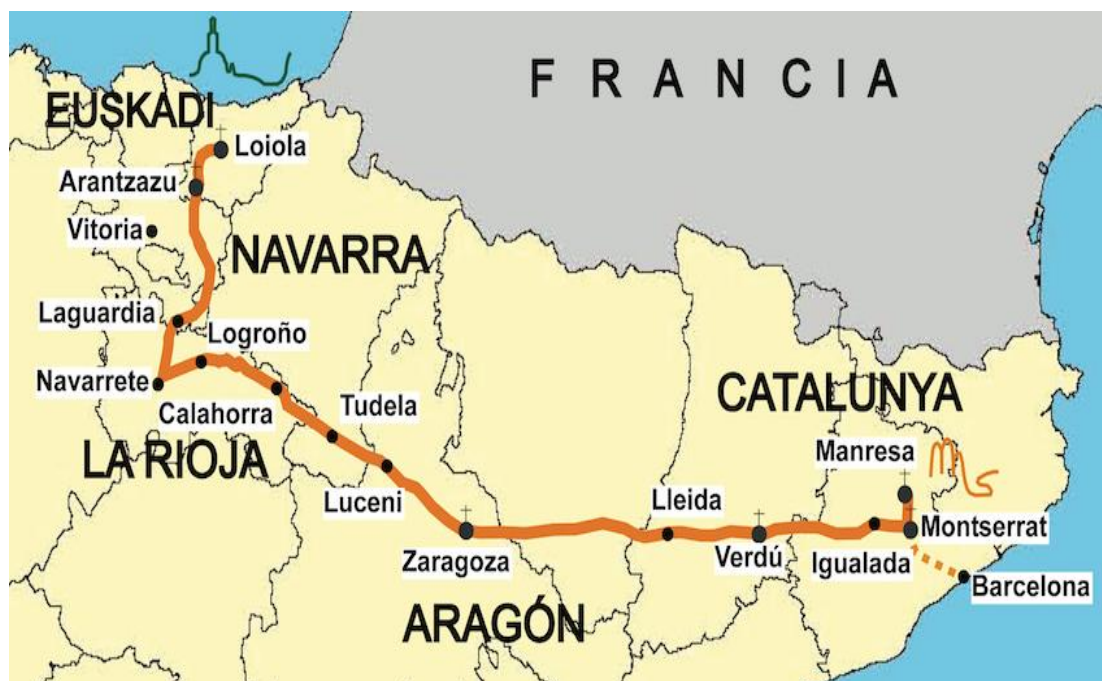 FRANCIA
EUSKADI
Loiola
Arantzazu
Vitoria
NAVARRA
Laguardia
Logroño
Navarrete
Calahorra
Tudela
LA RIOJA
Luceni
Zaragoza
ARAGÓN
CATALUNYA
Manresa
Lleida
Verdú
Igualada
Montserrat
Barcelona